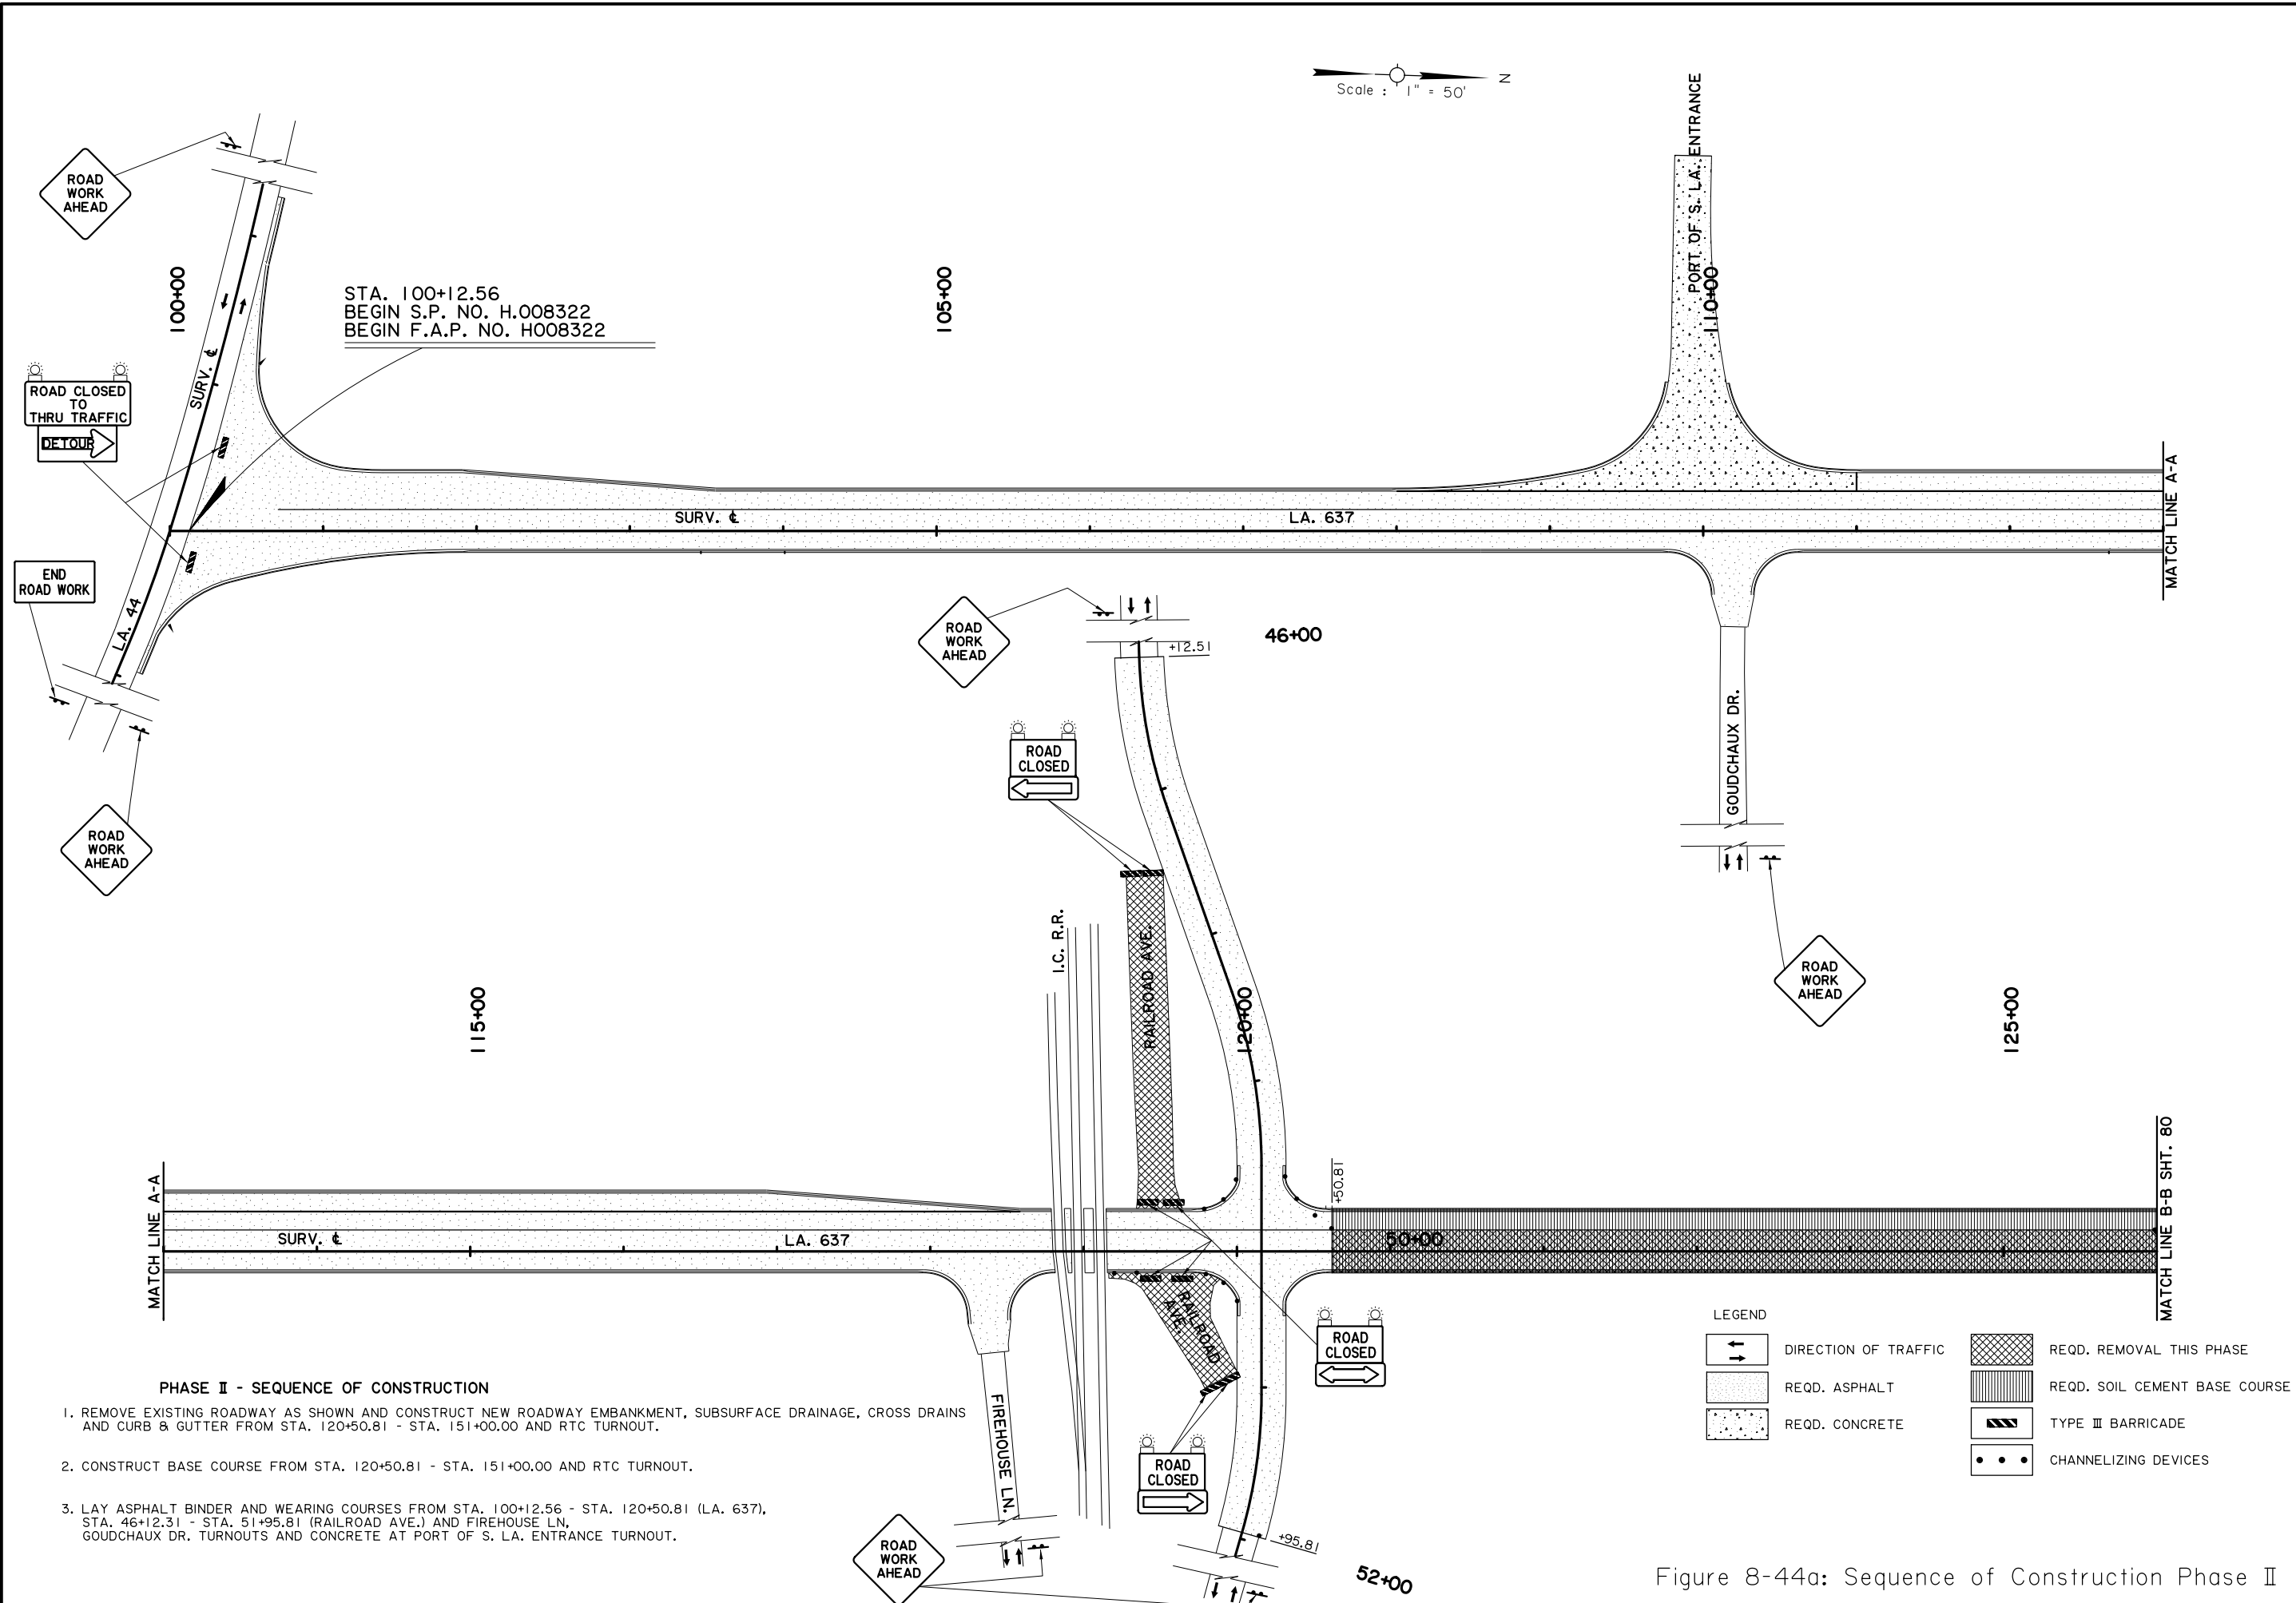 N
Scale : 1" = 50'
ROAD
WORK
AHEAD
100+00
105+00
110+00
PORT OF S. LA. ENTRANCE
STA. 100+12.56
BEGIN S.P. NO. H.008322
BEGIN F.A.P. NO. H008322
ROAD CLOSED
TO
THRU TRAFFIC
DETOUR
SURV. ℄
SURV. ℄
LA. 637
MATCH LINE A-A
END
ROAD WORK
LA. 44
ROAD
WORK
AHEAD
ROAD
WORK
AHEAD
+12.51
46+00
GOUDCHAUX DR.
ROAD
CLOSED
ROAD
WORK
AHEAD
I.C. R.R.
RAILROAD AVE.
115+00
120+00
125+00
MATCH LINE A-A
SURV. ℄
LA. 637
+50.81
50+00
MATCH LINE B-B SHT. 80
RAILROAD
AVE.
ROAD
CLOSED
FIREHOUSE LN.
ROAD
CLOSED
ROAD
WORK
AHEAD
+95.81
52+00
LEGEND
DIRECTION OF TRAFFIC
REQD. ASPHALT
REQD. CONCRETE
REQD. REMOVAL THIS PHASE
REQD. SOIL CEMENT BASE COURSE
TYPE III BARRICADE
CHANNELIZING DEVICES
PHASE II - SEQUENCE OF CONSTRUCTION
1. REMOVE EXISTING ROADWAY AS SHOWN AND CONSTRUCT NEW ROADWAY EMBANKMENT, SUBSURFACE DRAINAGE, CROSS DRAINS
AND CURB & GUTTER FROM STA. 120+50.81 - STA. 151+00.00 AND RTC TURNOUT.
2. CONSTRUCT BASE COURSE FROM STA. 120+50.81 - STA. 151+00.00 AND RTC TURNOUT.
3. LAY ASPHALT BINDER AND WEARING COURSES FROM STA. 100+12.56 - STA. 120+50.81 (LA. 637),
STA. 46+12.31 - STA. 51+95.81 (RAILROAD AVE.) AND FIREHOUSE LN,
GOUDCHAUX DR. TURNOUTS AND CONCRETE AT PORT OF S. LA. ENTRANCE TURNOUT.
Figure 8-44a: Sequence of Construction Phase II